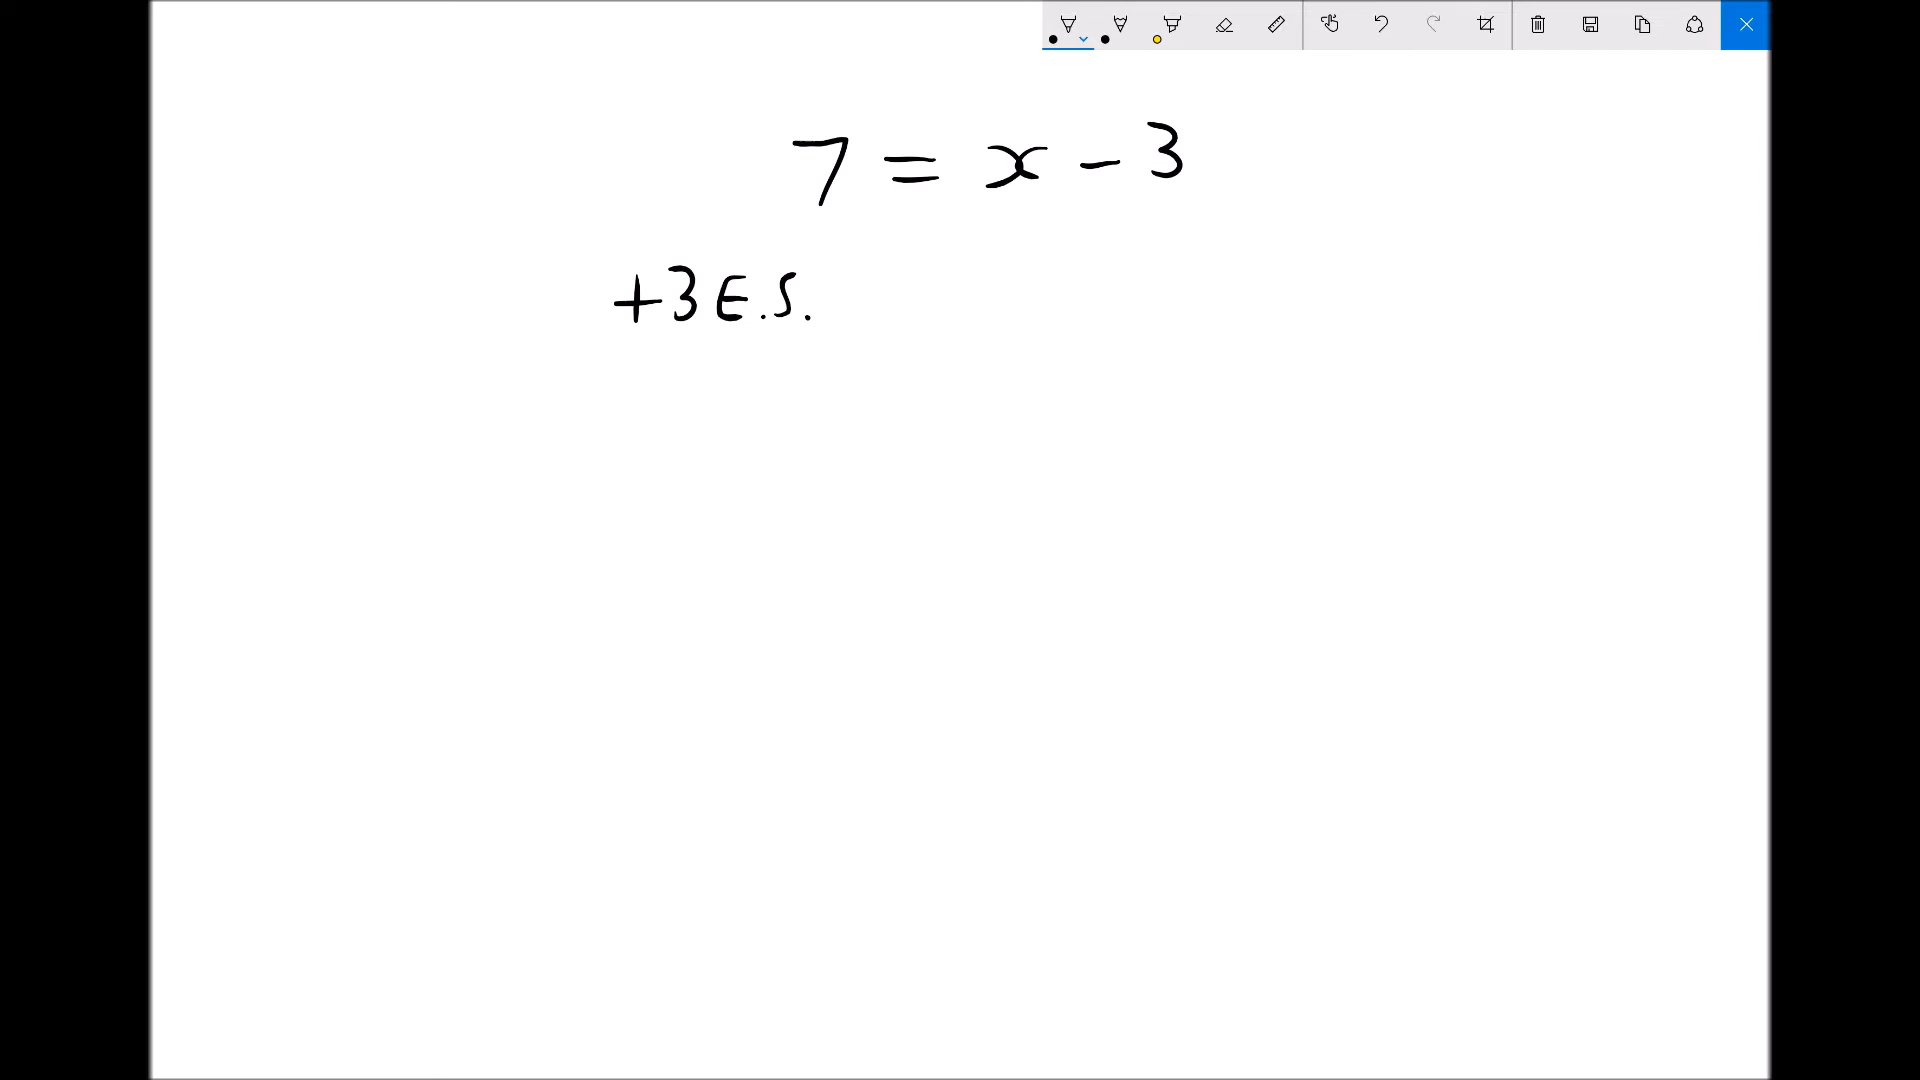 7 = x - 3
+3 E.S.